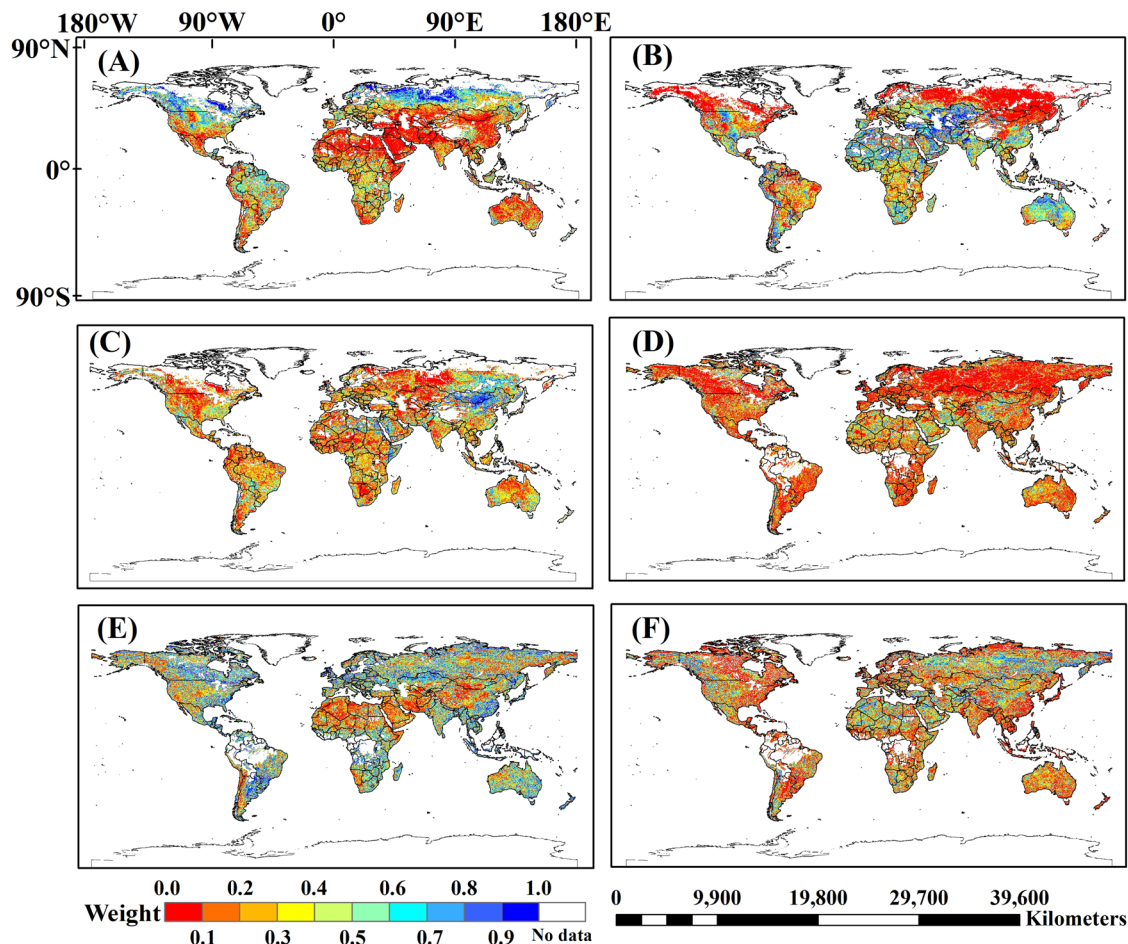 180°W 90°W 0° 90°E 180°E
90°N
0°
90°S
(A)
(B)
(C)
(D)
(E)
(F)
0.0 0.2 0.4 0.6 0.8 1.0
Weight
0.1 0.3 0.5 0.7 0.9 No data
0 9,900 19,800 29,700 39,600
Kilometers